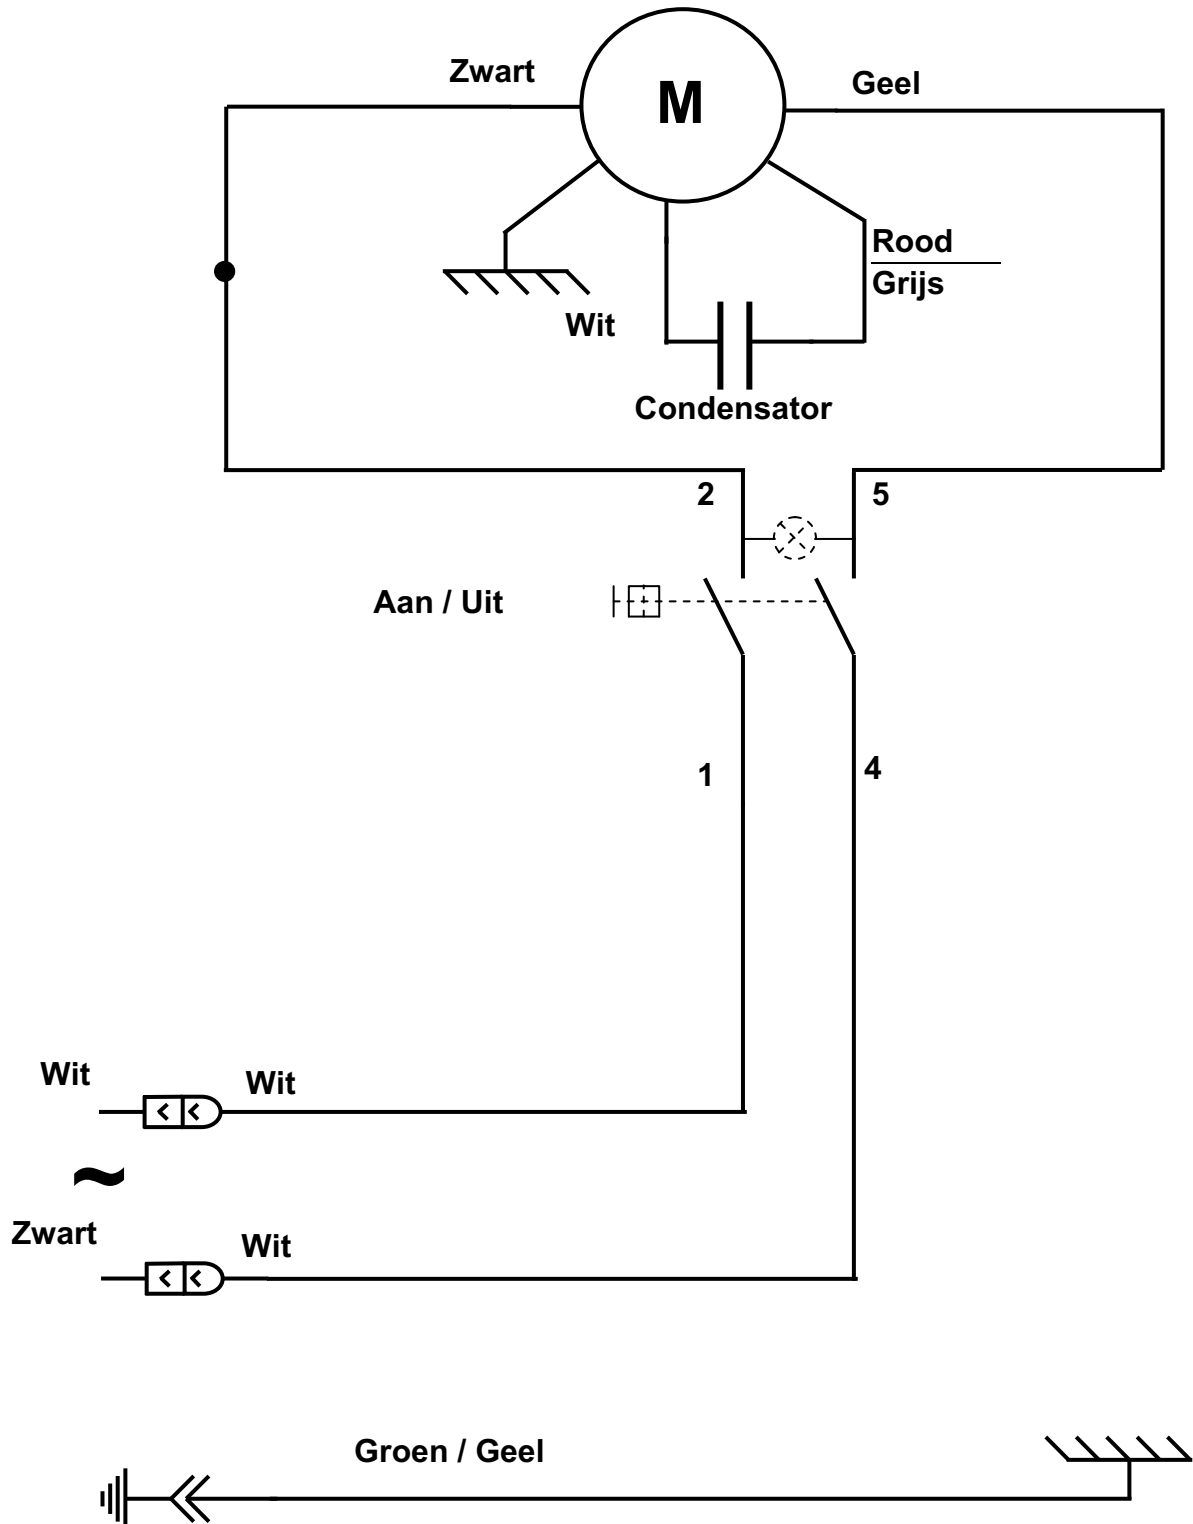 Zwart
M
Geel
Rood
Grijs
Wit
Condensator
2
5
Aan / Uit
1
4
Wit
Wit
~
Zwart
Wit
Groen / Geel